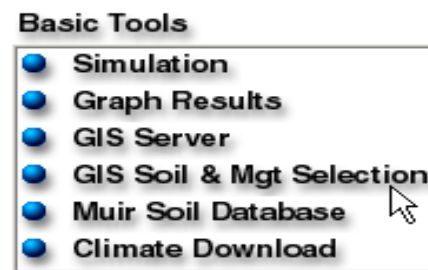 Basic Tools
Simulation
Graph Results
GIS Server
GIS Soil & Mgt Selection
Muir Soil Database
Climate Download